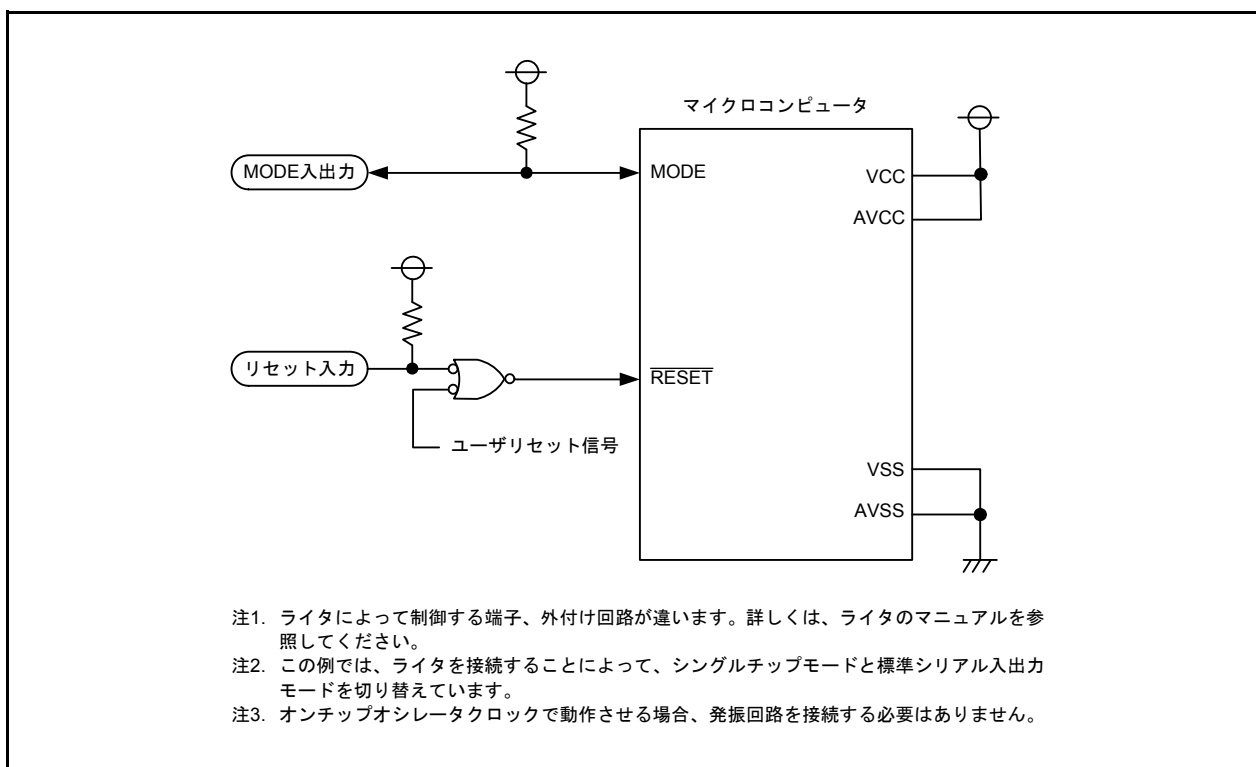 マイクロコンピュータ
MODE入出力
MODE
VCC
AVCC
リセット入力
RESET
ユーザリセット信号
VSS
AVSS
注1. ライタによって制御する端子、外付け回路が違います。詳しくは、ライタのマニュアルを参
照してください。
注2. この例では、ライタを接続することによって、シングルチップモードと標準シリアル入出力
モードを切り替えています。
注3. オンチップオシレータクロックで動作させる場合、発振回路を接続する必要はありません。